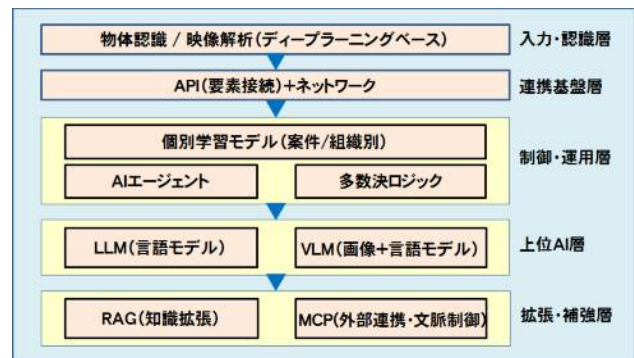 物体認識 / 映像解析(ディープラーニングベース)
入力・認識層
API(要素接続)+ネットワーク
連携基盤層
個別学習モデル(案件/組織別)
制御・運用層
AIエージェント
多数決ロジック
LLM(言語モデル)
VLM(画像+言語モデル)
上位AI層
RAG(知識拡張)
MCP(外部連携・文脈制御)
拡張・補強層